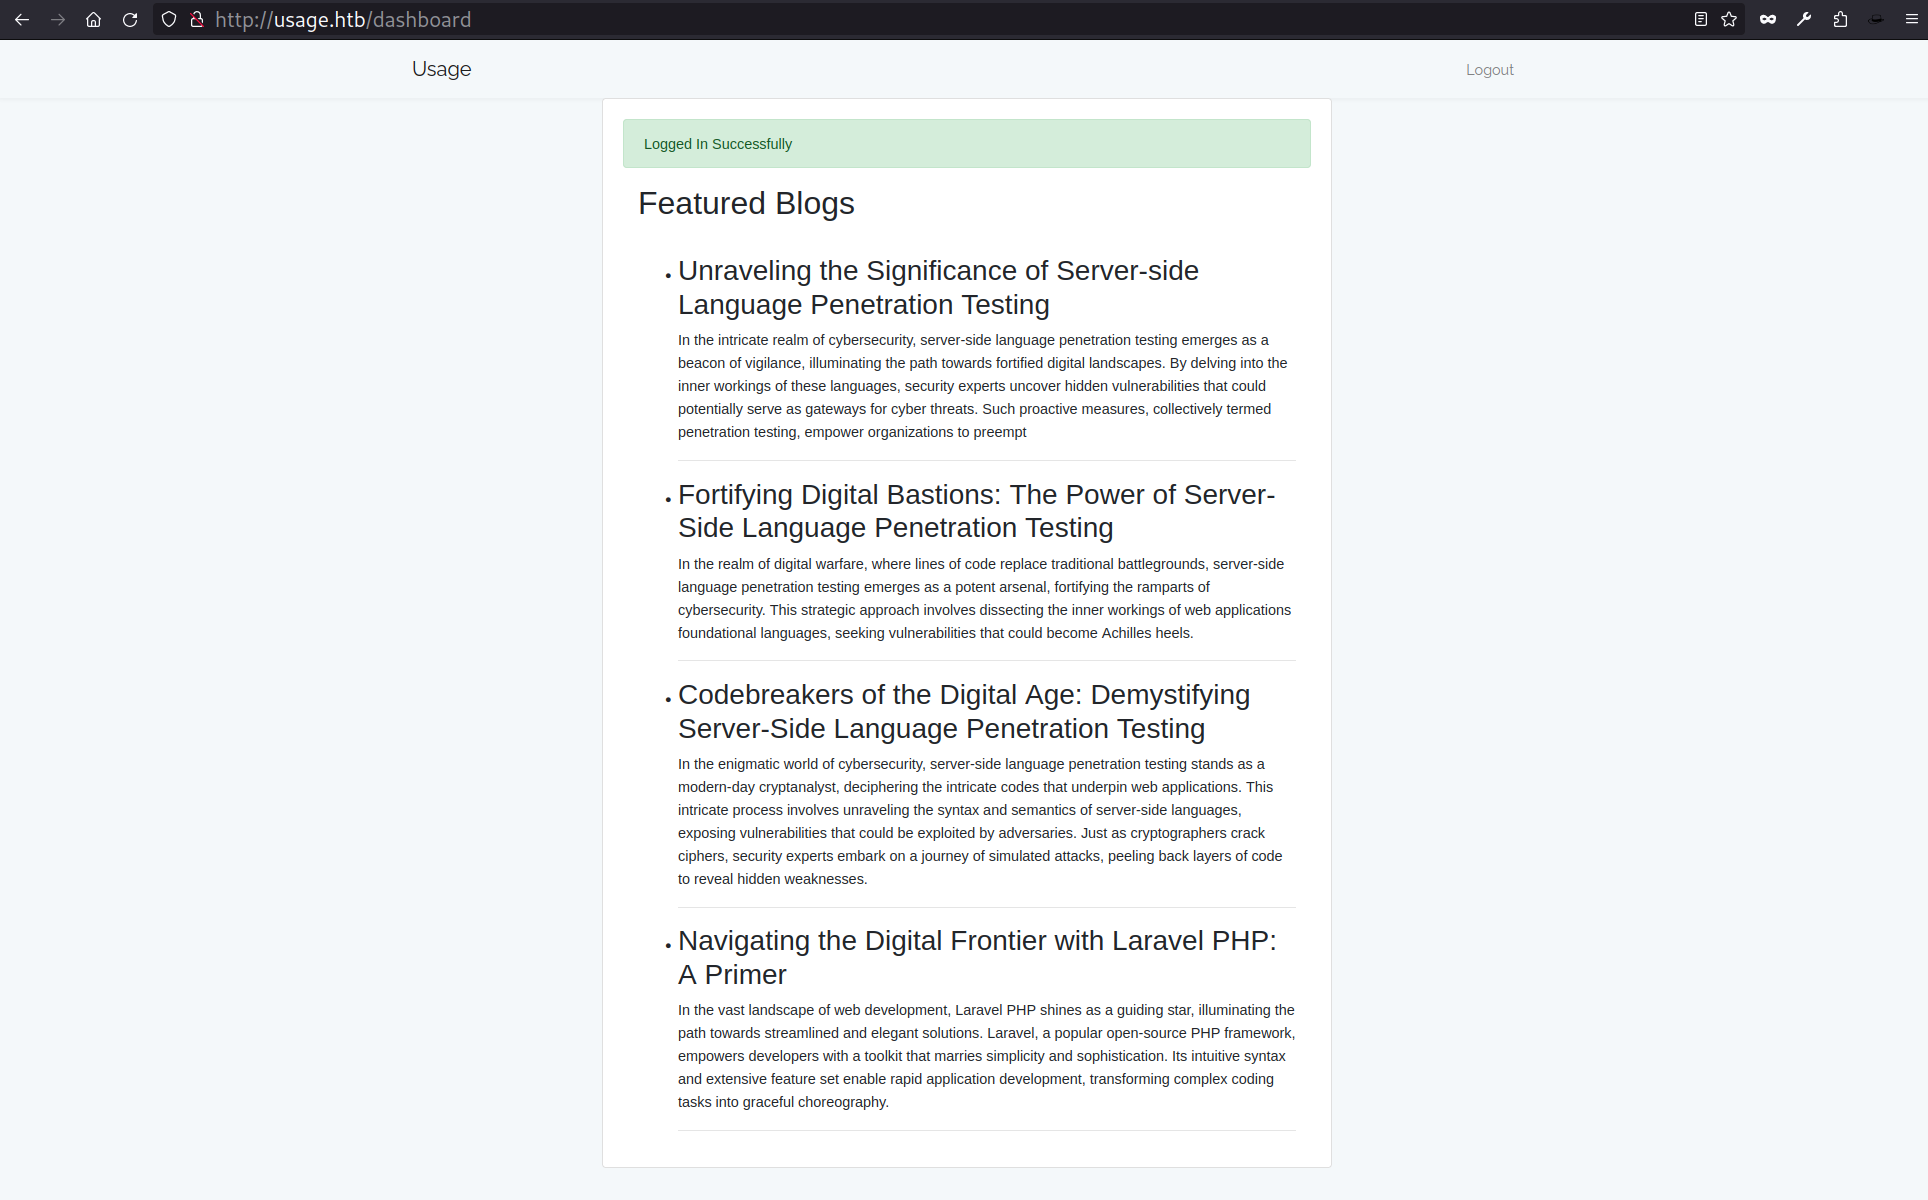 http://usage.htb/dashboard
Usage
Logout
Logged In Successfully
Featured Blogs
Unraveling the Significance of Server-side
Language Penetration Testing
In the intricate realm of cybersecurity, server-side language penetration testing emerges as a
beacon of vigilance, illuminating the path towards fortified digital landscapes. By delving into the
inner workings of these languages, security experts uncover hidden vulnerabilities that could
potentially serve as gateways for cyber threats. Such proactive measures, collectively termed
penetration testing, empower organizations to preempt
Fortifying Digital Bastions: The Power of Server-
Side Language Penetration Testing
In the realm of digital warfare, where lines of code replace traditional battlegrounds, server-side
language penetration testing emerges as a potent arsenal, fortifying the ramparts of
cybersecurity. This strategic approach involves dissecting the inner workings of web applications
foundational languages, seeking vulnerabilities that could become Achilles heels.
Codebreakers of the Digital Age: Demystifying
Server-Side Language Penetration Testing
In the enigmatic world of cybersecurity, server-side language penetration testing stands as a
modern-day cryptanalyst, deciphering the intricate codes that underpin web applications. This
intricate process involves unraveling the syntax and semantics of server-side languages,
exposing vulnerabilities that could be exploited by adversaries. Just as cryptographers crack
ciphers, security experts embark on a journey of simulated attacks, peeling back layers of code
to reveal hidden weaknesses.
Navigating the Digital Frontier with Laravel PHP:
A Primer
In the vast landscape of web development, Laravel PHP shines as a guiding star, illuminating the
path towards streamlined and elegant solutions. Laravel, a popular open-source PHP framework,
empowers developers with a toolkit that marries simplicity and sophistication. Its intuitive syntax
and extensive feature set enable rapid application development, transforming complex coding
tasks into graceful choreography.